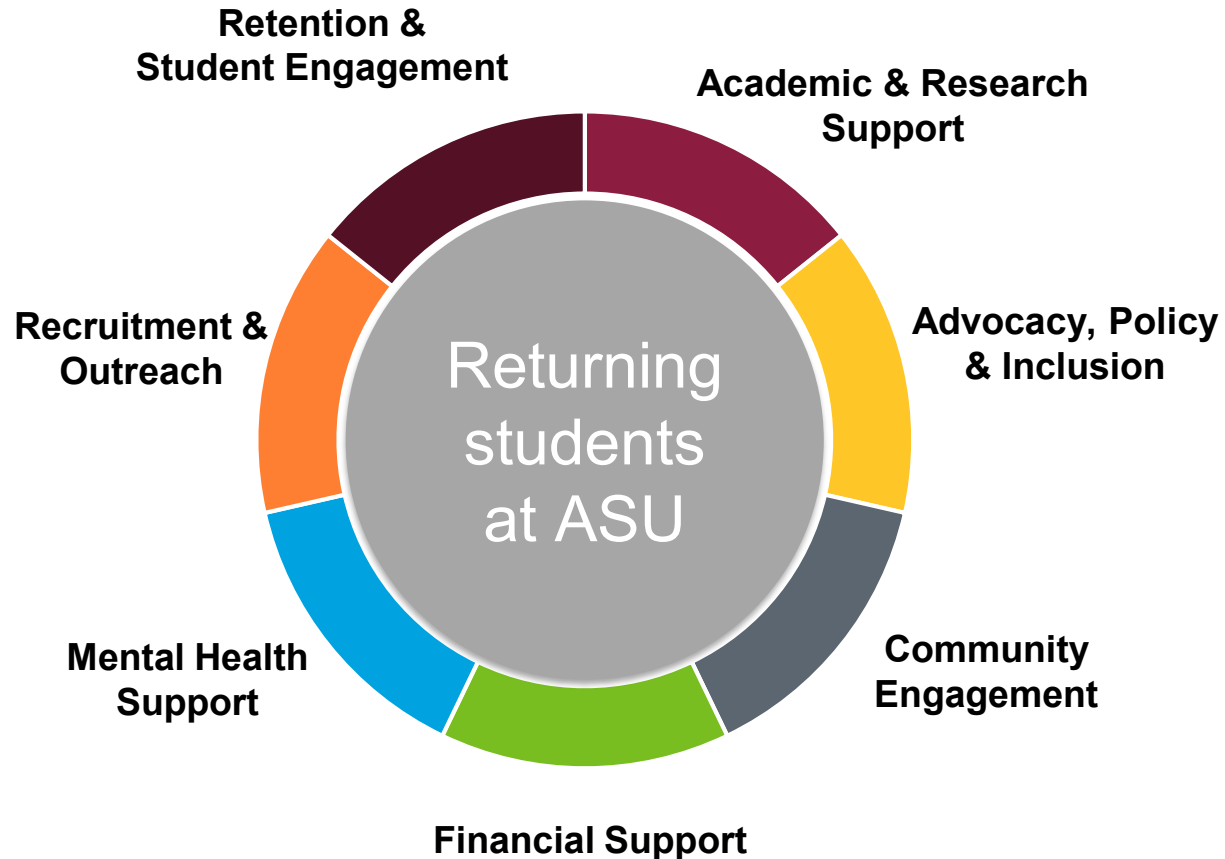 Retention &
Student Engagement
Academic & Research
Support
Recruitment &
Outreach
Advocacy, Policy
& Inclusion
Returning
students
at ASU
Mental Health
Support
Community
Engagement
Financial Support